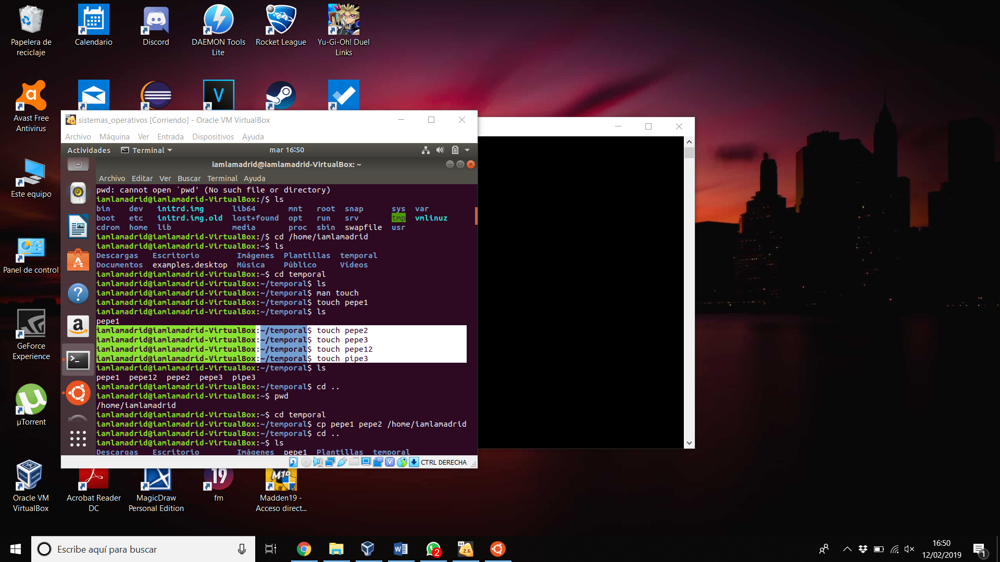 Papelera de
reciclaje
Calendario
Discord
DAEMON Tools
Lite
Rocket League
Yu-Gi-Oh! Duel
Links
Avast Free
Antivirus
Este equipo
Panel de control
GeForce
Experience
µTorrent
Oracle VM
VirtualBox
sistemas_operativos [Corriendo] - Oracle VM VirtualBox
Archivo Máquina Ver Entrada Dispositivos Ayuda
Actividades Terminal mar 16:50
iamlamadrid@iamlamadrid-VirtualBox: ~
Archivo Editar Ver Buscar Terminal Ayuda
pwd: cannot open `pwd' (No such file or directory)
iamlamadrid@iamlamadrid-VirtualBox:/$ ls
bin dev initrd.img lib64 mnt root snap sys var
boot etc initrd.img.old lost+found opt run srv tmp vmlinuz
cdrom home lib media proc sbin swapfile usr
iamlamadrid@iamlamadrid-VirtualBox:/$ cd /home/iamlamadrid
iamlamadrid@iamlamadrid-VirtualBox:~$ ls
Descargas Escritorio Imágenes Plantillas temporal
Documentos examples.desktop Música Público Vídeos
iamlamadrid@iamlamadrid-VirtualBox:~$ cd temporal
iamlamadrid@iamlamadrid-VirtualBox:~/temporal$ ls
iamlamadrid@iamlamadrid-VirtualBox:~/temporal$ man touch
iamlamadrid@iamlamadrid-VirtualBox:~/temporal$ touch pepe1
iamlamadrid@iamlamadrid-VirtualBox:~/temporal$ ls
pepe1
iamlamadrid@iamlamadrid-VirtualBox:~/temporal$ touch pepe2
iamlamadrid@iamlamadrid-VirtualBox:~/temporal$ touch pepe3
iamlamadrid@iamlamadrid-VirtualBox:~/temporal$ touch pepe12
iamlamadrid@iamlamadrid-VirtualBox:~/temporal$ touch pipe3
iamlamadrid@iamlamadrid-VirtualBox:~/temporal$ ls
pepe1 pepe12 pepe2 pepe3 pipe3
iamlamadrid@iamlamadrid-VirtualBox:~/temporal$ cd ..
iamlamadrid@iamlamadrid-VirtualBox:~$ pwd
/home/iamlamadrid
iamlamadrid@iamlamadrid-VirtualBox:~$ cd temporal
iamlamadrid@iamlamadrid-VirtualBox:~/temporal$ cp pepe1 pepe2 /home/iamlamadrid
iamlamadrid@iamlamadrid-VirtualBox:~/temporal$ cd ..
iamlamadrid@iamlamadrid-VirtualBox:~$ ls
Descargas Escritorio Imágenes pepe1 Plantillas temporal
CTRL DERECHA
Acrobat Reader
DC
MagicDraw
Personal Edition
19
fm
M19
Madden19 -
Acceso direct...
Escribe aquí para buscar
2
64
2.6
16:50
12/02/2019
1